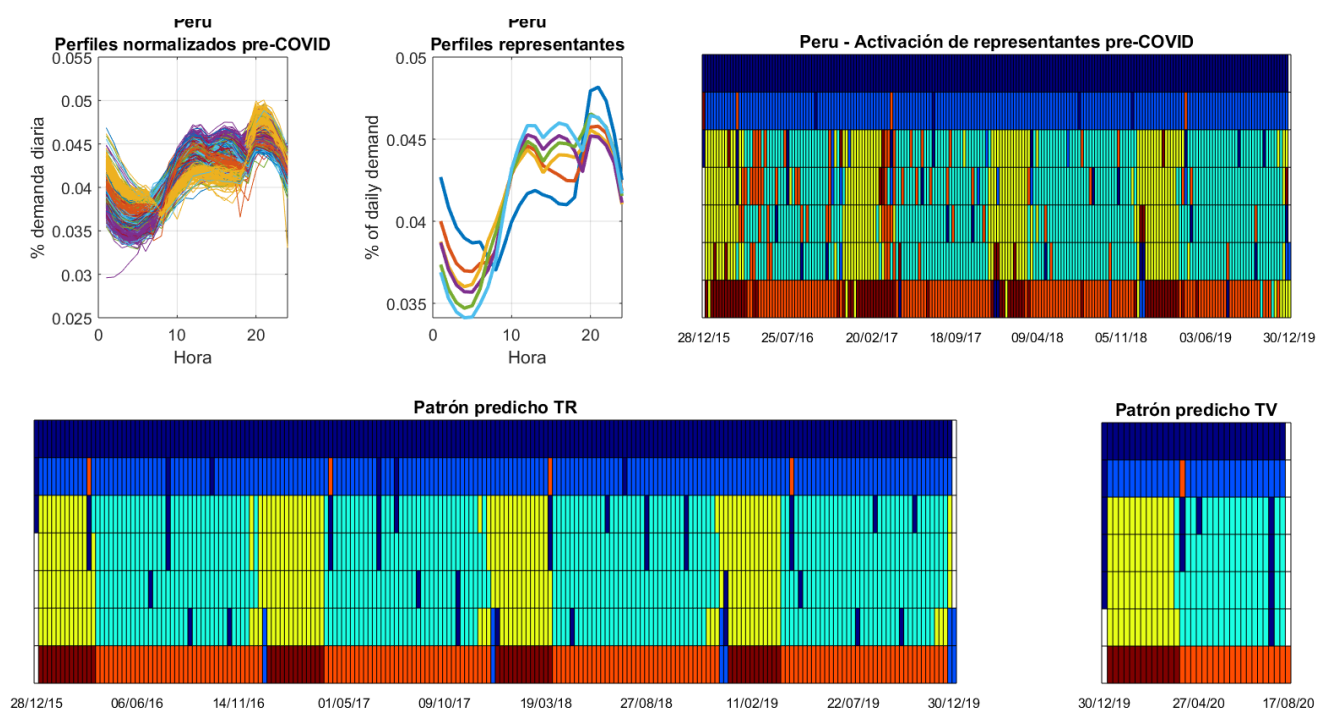 Peru
Perfiles normalizados pre-COVID
0.055
0.05
0.045
0.04
0.035
0.03
0.025
% demanda diaria
0
10
20
Hora
Peru
Perfiles representantes
0.05
0.045
0.04
0.035
% of daily demand
0
10
20
Hora
Peru - Activación de representantes pre-COVID
28/12/15 25/07/16 20/02/17 18/09/17 09/04/18 05/11/18 03/06/19 30/12/19
Patrón predicho TR
28/12/15 06/06/16 14/11/16 01/05/17 09/10/17 19/03/18 27/08/18 11/02/19 22/07/19 30/12/19
Patrón predicho TV
30/12/19 27/04/20 17/08/20